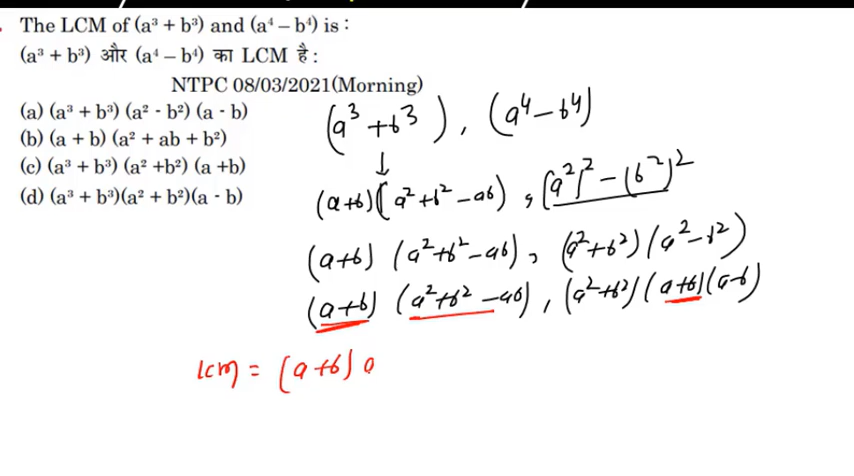 The LCM of (a³ + b³) and (a⁴ – b⁴) is :
(a³ + b³) और (a⁴ – b⁴) का LCM है :
NTPC 08/03/2021(Morning)
(a) (a³ + b³) (a² - b²) (a - b)
(b) (a + b) (a² + ab + b²)
(c) (a³ + b³) (a² +b²) (a +b)
(d) (a³ + b³)(a² + b²)(a - b)
(a³ + b³) , (a⁴ – b⁴)
↓
(a+b)(a² + b² – ab) , (a²)² – (b²)²
(a+b) (a² + b² – ab) , (a² + b²) (a² – b²)
(a+b) (a² + b² – ab) , (a² + b²) (a+b) (a–b)
LCM = (a+b) a